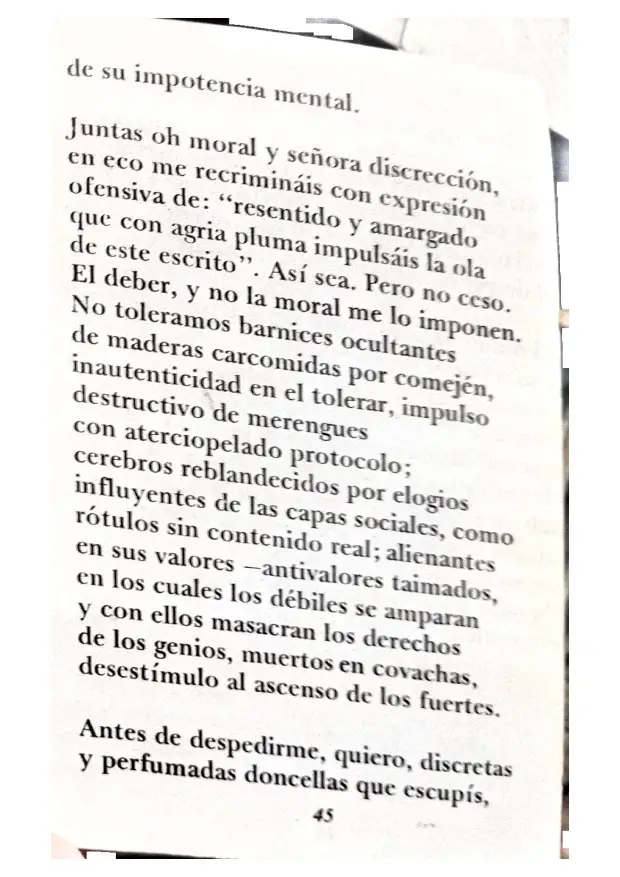 de su impotencia mental.
Juntas oh moral y señora discrección,
en eco me recrimináis con expresión
ofensiva de: “resentido y amargado
que con agria pluma impulsáis la ola
de este escrito”. Así sea. Pero no ceso.
El deber, y no la moral me lo imponen.
No toleramos barnices ocultantes
de maderas carcomidas por comején,
inautenticidad en el tolerar, impulso
destructivo de merengues
con aterciopelado protocolo;
cerebros reblandecidos por elogios
influyentes de las capas sociales, como
rótulos sin contenido real; alienantes
en sus valores —antivalores taimados,
en los cuales los débiles se amparan
y con ellos masacran los derechos
de los genios, muertos en covachas,
desestímulo al ascenso de los fuertes.
Antes de despedirme, quiero, discretas
y perfumadas doncellas que escupís,
45